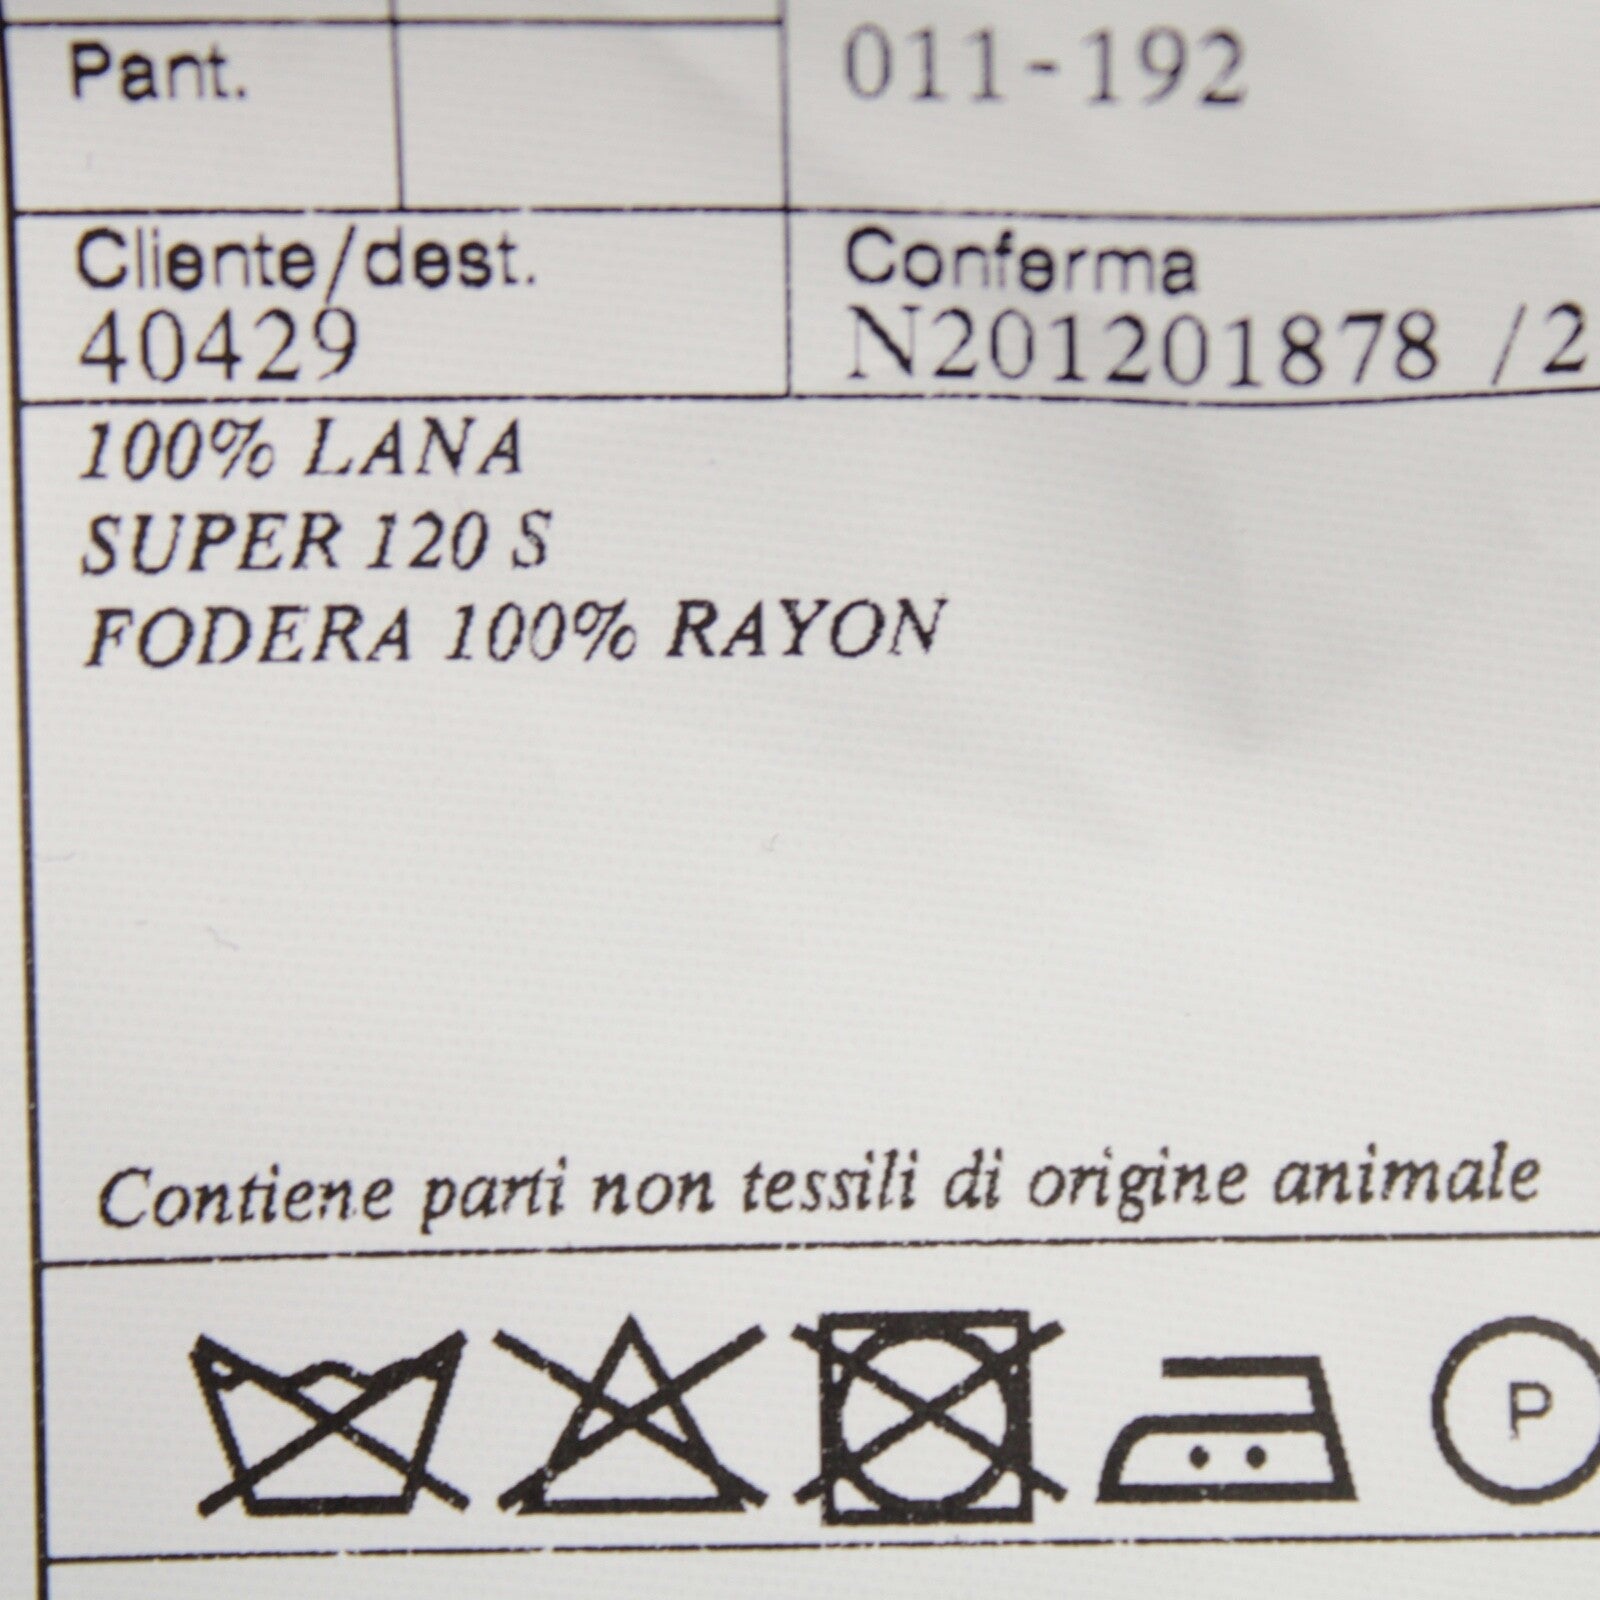 Pant.
011-192
Cliente/dest.
40429
Conferma
N201201878 /2
100% LANA
SUPER 120 S
FODERA 100% RAYON
Contiene parti non tessili di origine animale
P